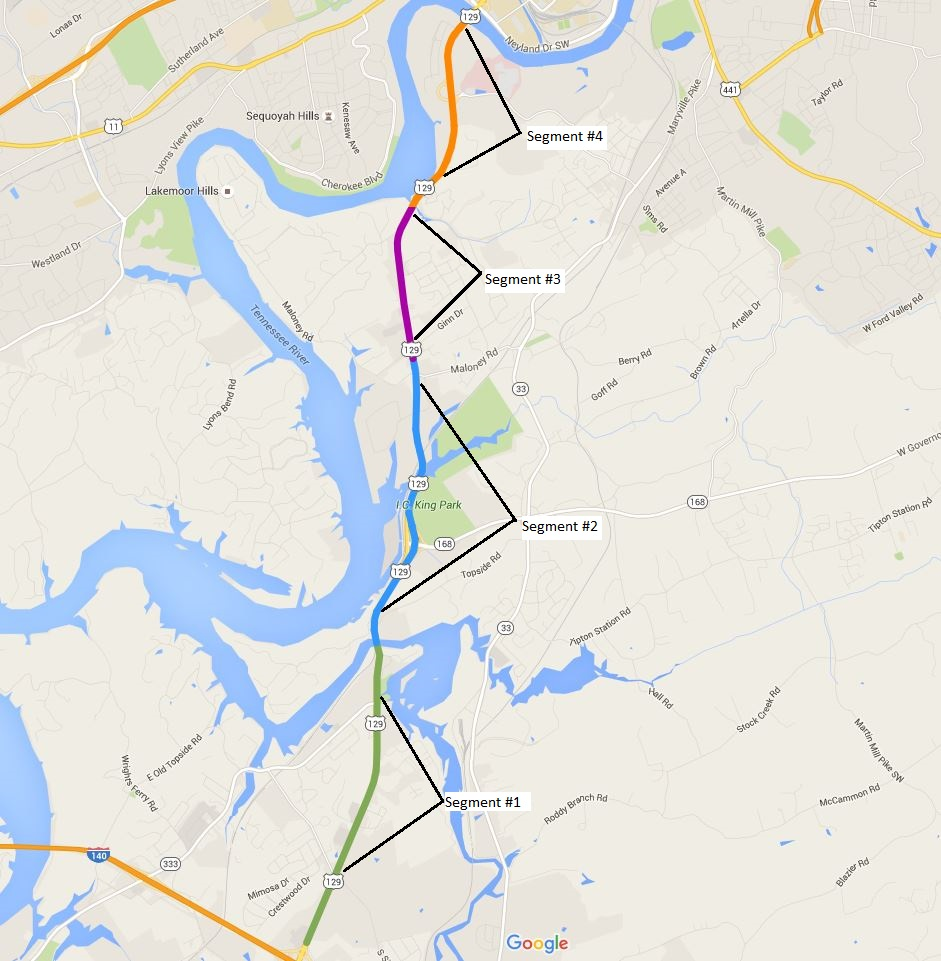 Lonas Dr
129
Neyland Dr SW
Sutherland Ave
441
Taylor Rd
Maryville Pike
11
Sequoyah Hills
Kenesaw Ave
Segment #4
Lyons View Pike
Cherokee Blvd
Avenue A
Lakemoor Hills
129
Martin Mill Pike
Sims Rd
Westland Dr
Segment #3
Tennessee River
Maloney Rd
Ginn Dr
Artella Dr
W Ford Valley Rd
129
Maloney Rd
Berry Rd
Brown Rd
33
Goff Rd
Lyons Bend Rd
W Governo
129
I.C. King Park
168
Segment #2
Tipton Station Rd
168
Topside Rd
129
33
Tipton Station Rd
Hall Rd
Stock Creek Rd
129
E Old Topside Rd
Martin Mill Pike SW
Wrights Ferry Rd
Segment #1
Roddy Branch Rd
McCammon Rd
140
333
129
Mimosa Dr
Crestwood Dr
Blazier Rd
Google
S S